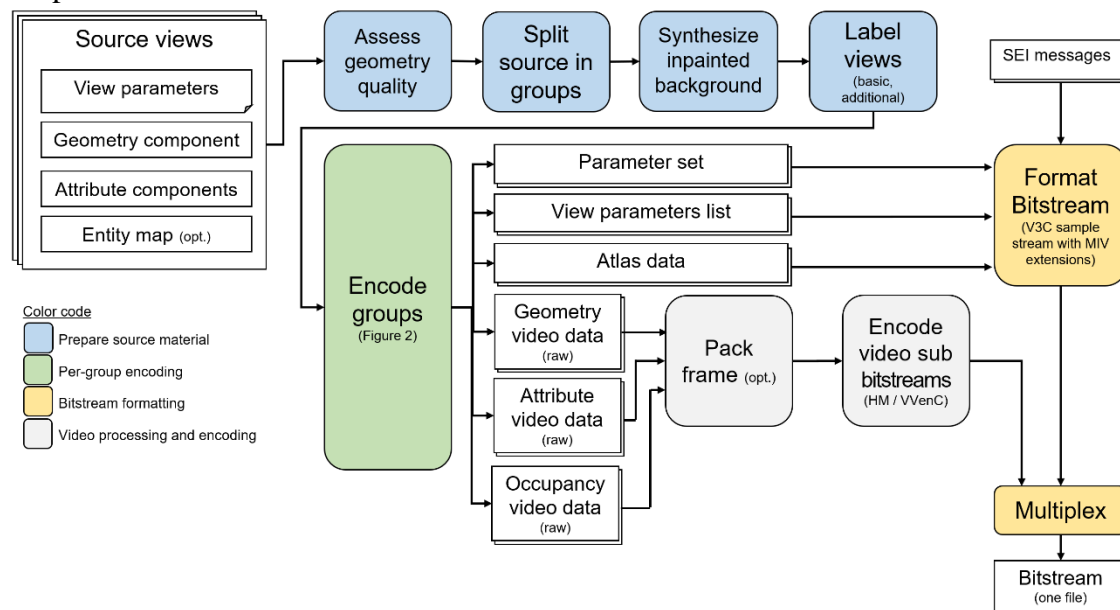 Source views
View parameters
Geometry component
Attribute components
Entity map (opt.)
Assess
geometry
quality
Split
source in
groups
Synthesize
inpainted
background
Label
views
(basic,
additional)
SEI messages
Encode
groups
(Figure 2)
Parameter set
View parameters list
Atlas data
Geometry
video data
(raw)
Attribute
video data
(raw)
Occupancy
video data
(raw)
Pack
frame (opt.)
Encode
video sub
bitstreams
(HM / VVenC)
Format
Bitstream
(V3C sample
stream with MIV
extensions)
Multiplex
Bitstream
(one file)
Color code
Prepare source material
Per-group encoding
Bitstream formatting
Video processing and encoding